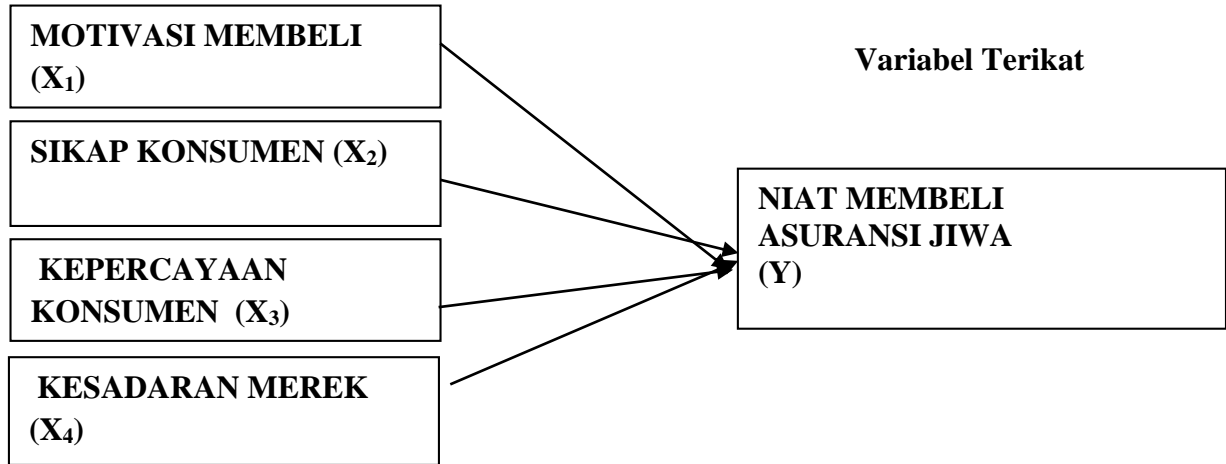 MOTIVASI MEMBELI
(X₁)
SIKAP KONSUMEN (X₂)
KEPERCAYAAN
KONSUMEN (X₃)
KESADARAN MEREK
(X₄)
Variabel Terikat
NIAT MEMBELI
ASURANSI JIWA
(Y)